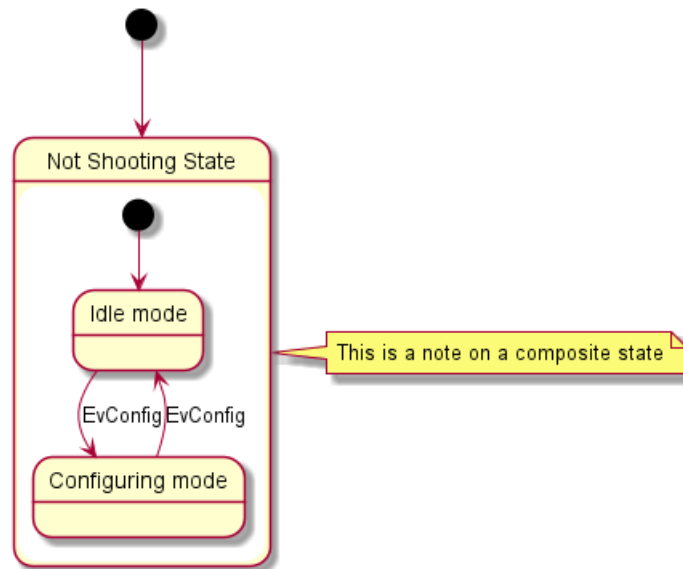 Not Shooting State
Idle mode
This is a note on a composite state
EvConfig
EvConfig
Configuring mode